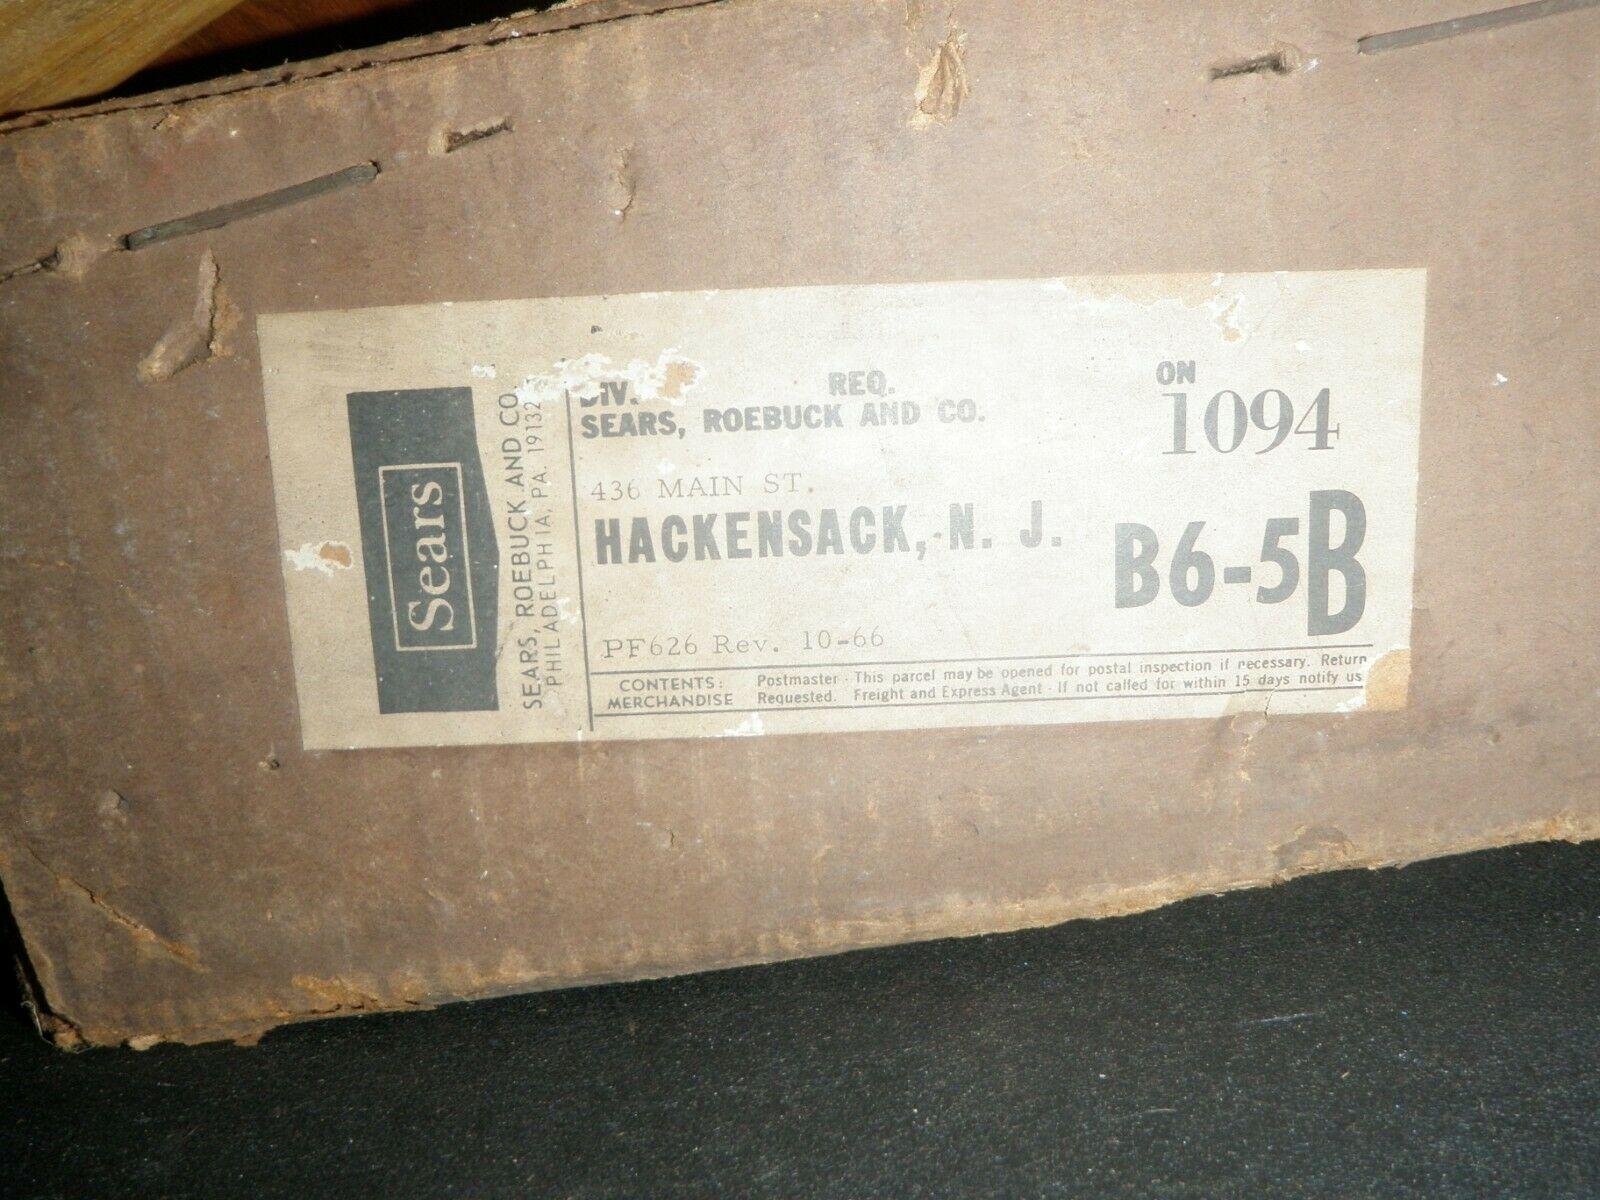 Sears
SEARS, ROEBUCK AND CO.
PHILADELPHIA, PA. 19132
DIV. REQ. ON
SEARS, ROEBUCK AND CO. 1094
436 MAIN ST.
HACKENSACK, N. J. B6-5B
PF626 Rev. 10-66
CONTENTS: Postmaster - This parcel may be opened for postal inspection if necessary. Return
MERCHANDISE Requested. Freight and Express Agent - If not called for within 15 days notify us